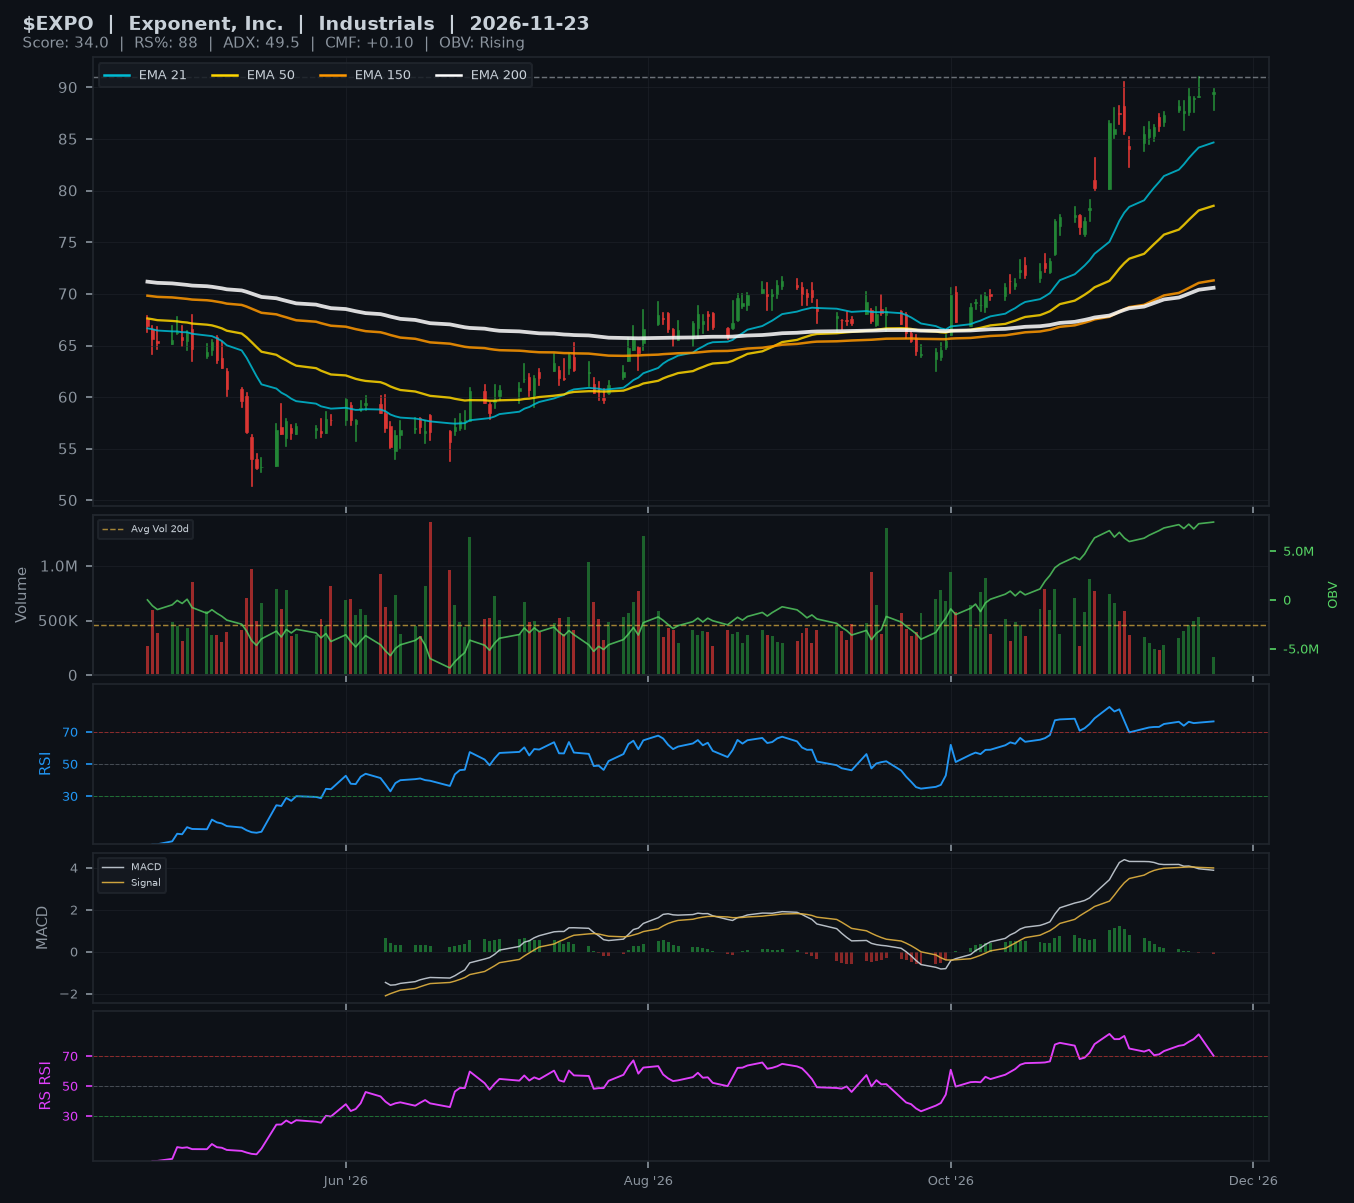 $EXPO | Exponent, Inc. | Industrials | 2026-11-23
Score: 34.0 | RS%: 88 | ADX: 49.5 | CMF: +0.10 | OBV: Rising
EMA 21 EMA 50 EMA 150 EMA 200
90
85
80
75
70
65
60
55
50
Avg Vol 20d
Volume
1.0M
500K
0
5.0M
0
-5.0M
OBV
RSI
70
50
30
MACD
Signal
MACD
4
2
0
−2
RS RSI
70
50
30
Jun '26 Aug '26 Oct '26 Dec '26